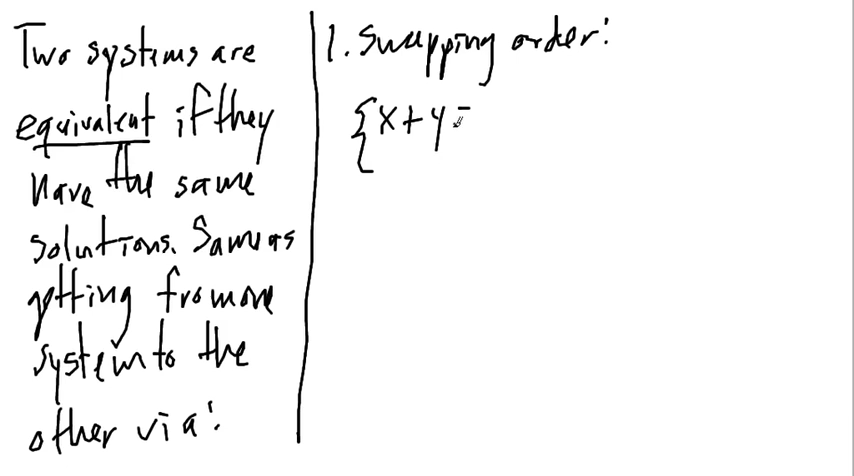 Two systems are
equivalent if they
have the same
solutions. Same as
getting from one
system to the
other via:
1. Swapping order:
{x + y =